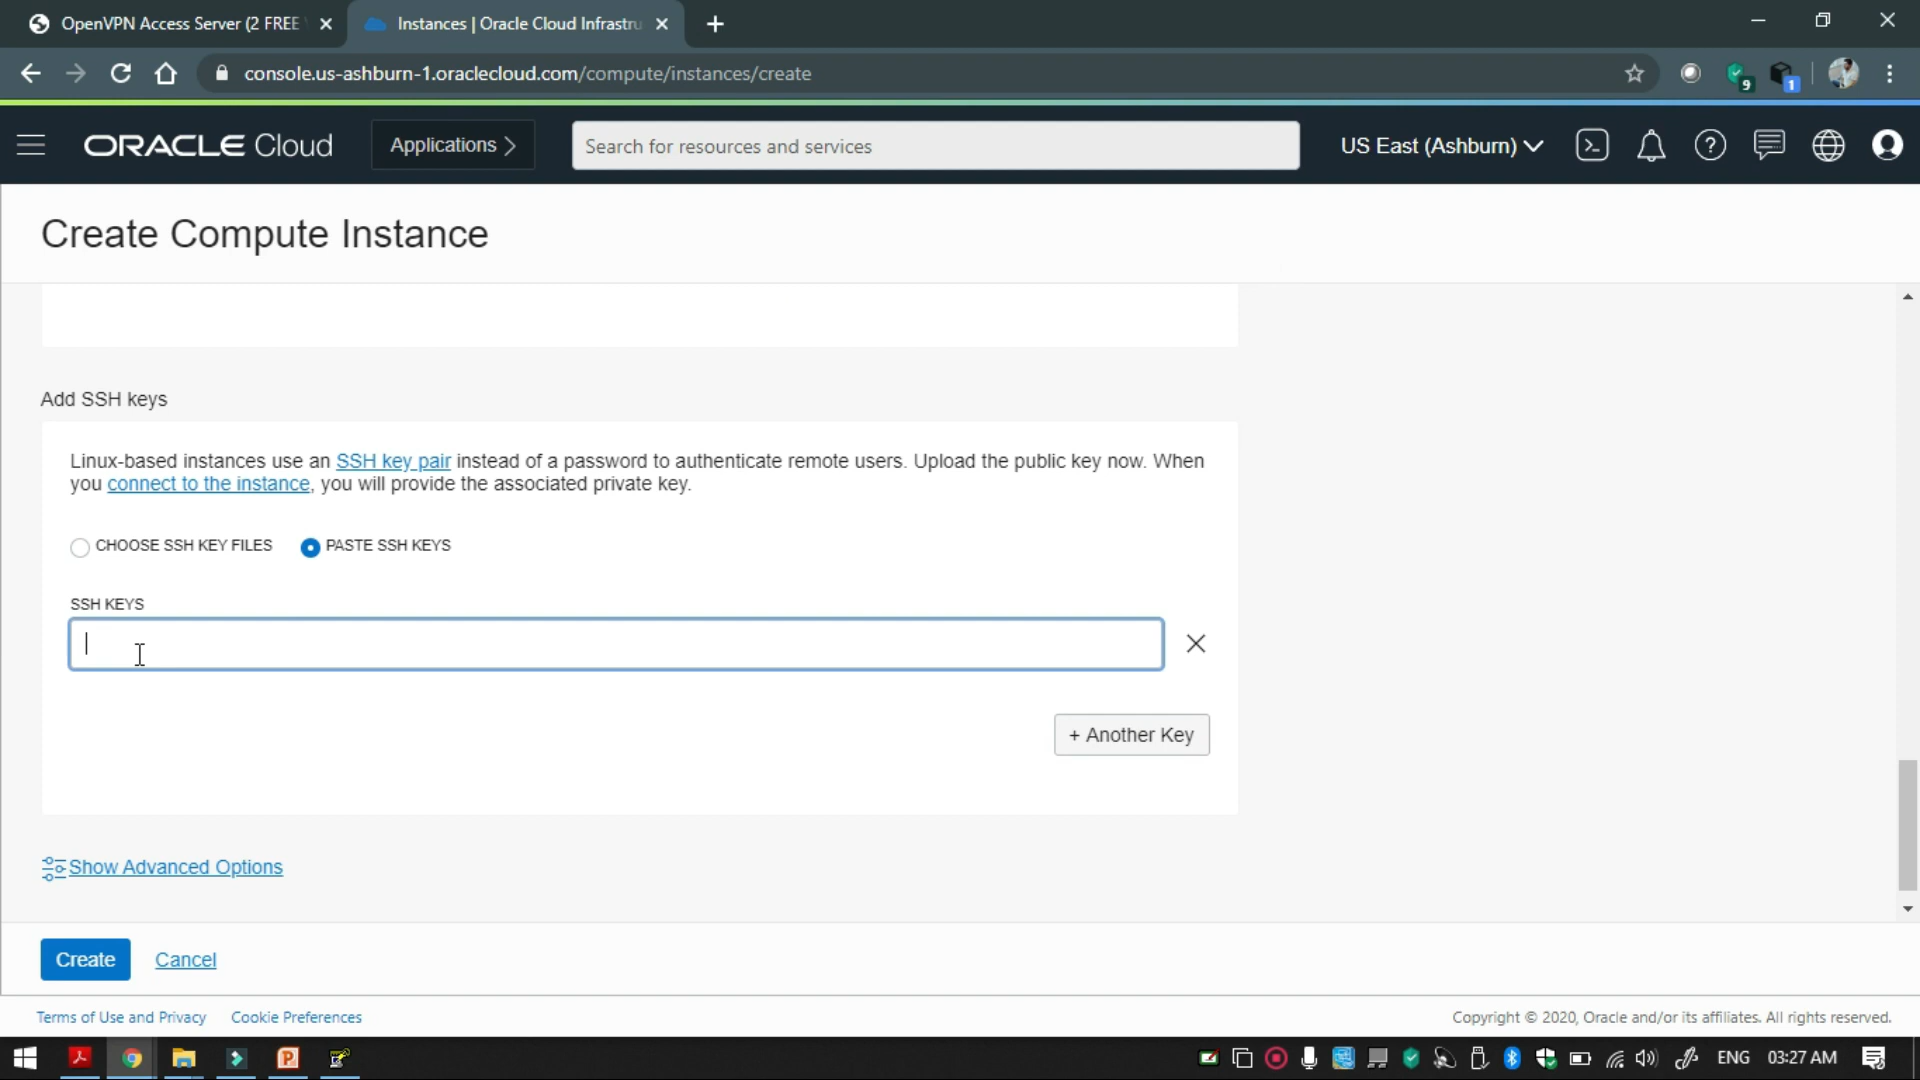 OpenVPN Access Server (2 FREE
Instances | Oracle Cloud Infrastru
console.us-ashburn-1.oraclecloud.com/compute/instances/create
9
1
ORACLE Cloud
Applications
Search for resources and services
US East (Ashburn)
Create Compute Instance
Add SSH keys
Linux-based instances use an SSH key pair instead of a password to authenticate remote users. Upload the public key now. When
you connect to the instance, you will provide the associated private key.
CHOOSE SSH KEY FILES
PASTE SSH KEYS
SSH KEYS
+ Another Key
Show Advanced Options
Create
Cancel
Terms of Use and Privacy
Cookie Preferences
Copyright © 2020, Oracle and/or its affiliates. All rights reserved.
ENG
03:27 AM